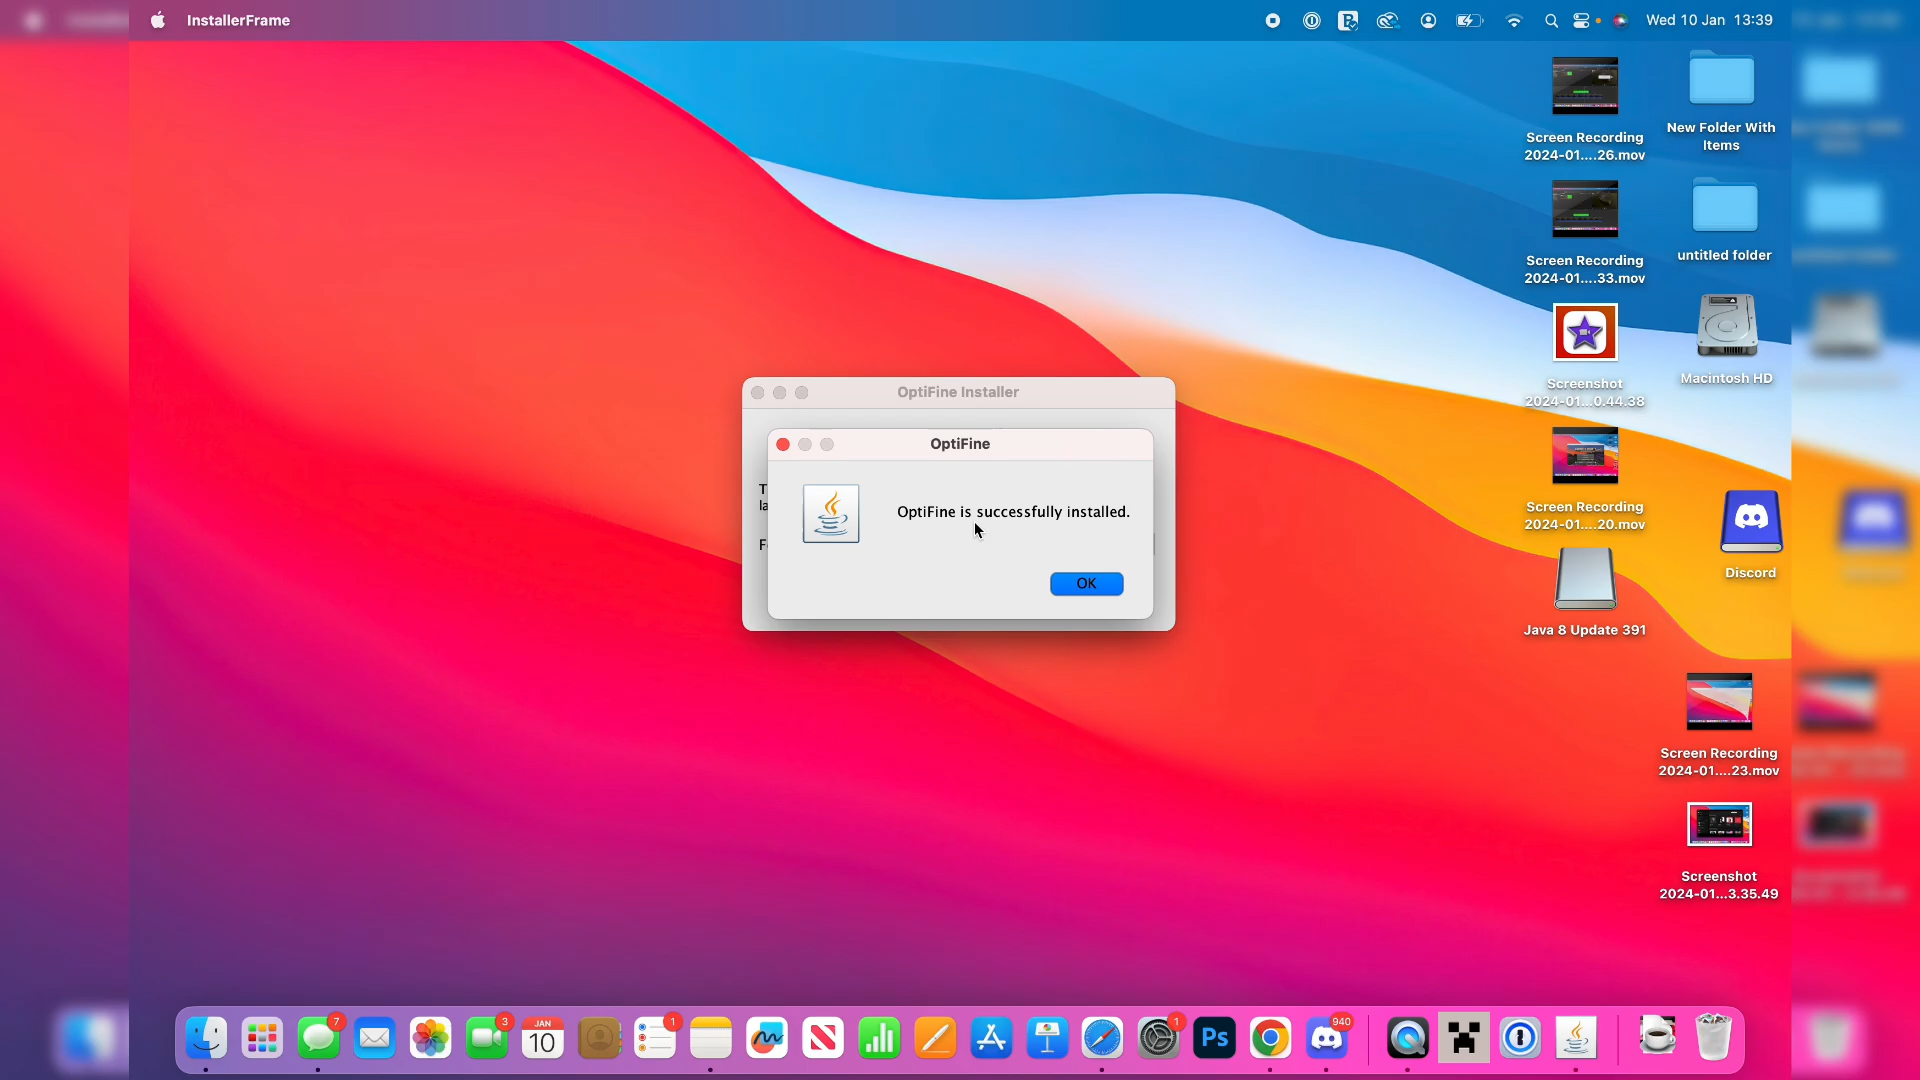 InstallerFrame
Wed 10 Jan 13:39
Screen Recording
2024-01....26.mov
New Folder With
Items
Screen Recording
2024-01....33.mov
untitled folder
Screenshot
2024-01...0.44.38
Macintosh HD
Screen Recording
2024-01....20.mov
Discord
Java 8 Update 391
Screen Recording
2024-01....23.mov
Screenshot
2024-01...3.35.49
OptiFine Installer
OptiFine
OptiFine is successfully installed.
OK
7
3
JAN
10
1
1
Ps
940